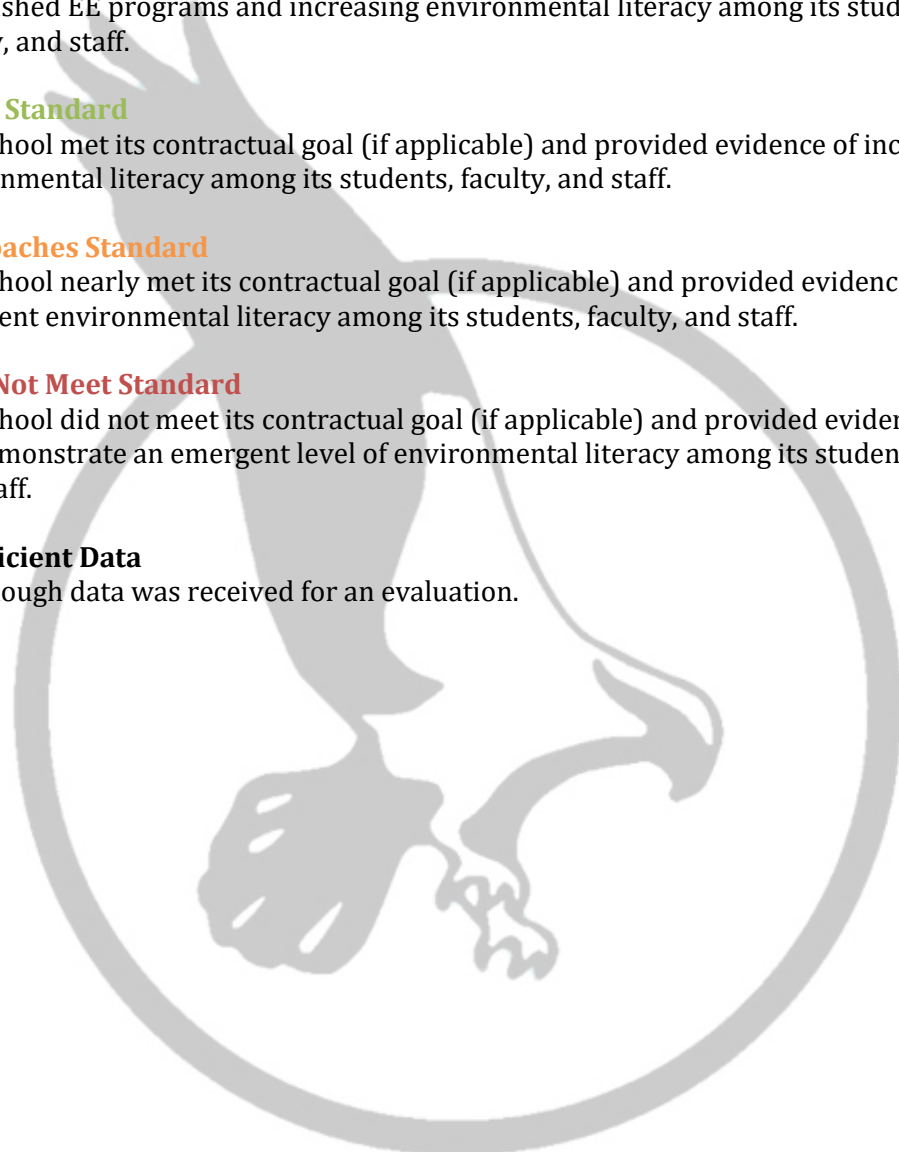 shed EE programs and increasing environmental literacy among its stud
, and staff.
Standard
hool met its contractual goal (if applicable) and provided evidence of inc
nmental literacy among its students, faculty, and staff.
aches Standard
hool nearly met its contractual goal (if applicable) and provided evidenc
ent environmental literacy among its students, faculty, and staff.
Not Meet Standard
hool did not meet its contractual goal (if applicable) and provided eviden
monstrate an emergent level of environmental literacy among its studen
aff.
icient Data
ough data was received for an evaluation.